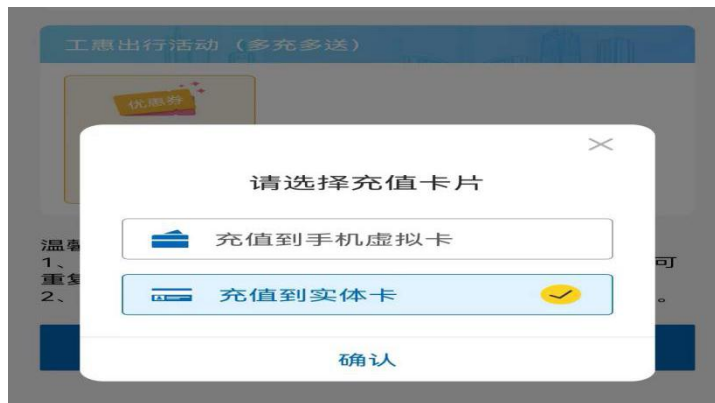 工惠出行活动（多充多送）
优惠券
请选择充值卡片
充值到手机虚拟卡
充值到实体卡
温馨
1、
可
重复
2、
。
确认